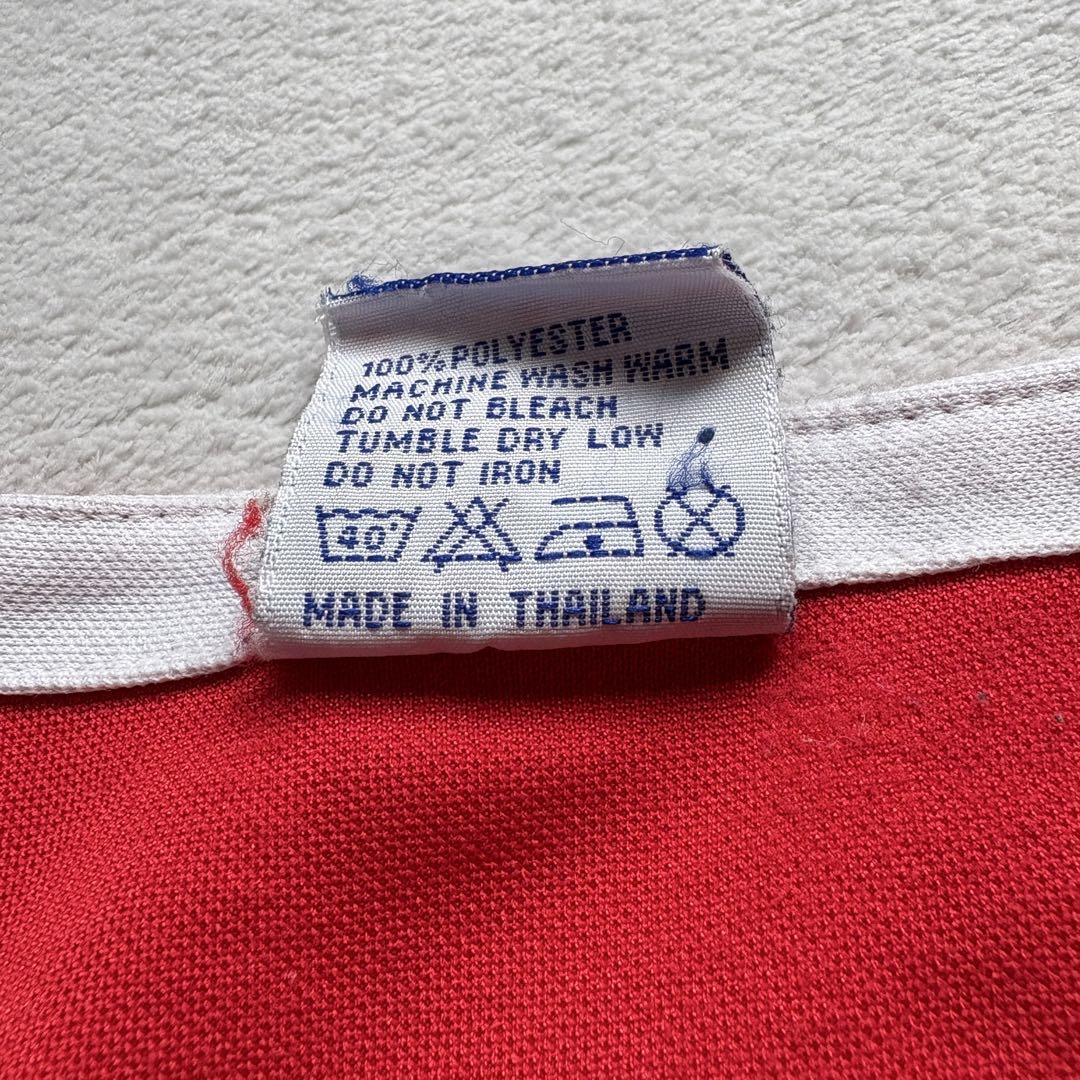 100% POLYESTER
MACHINE WASH WARM
DO NOT BLEACH
TUMBLE DRY LOW
DO NOT IRON
40°
MADE IN THAILAND